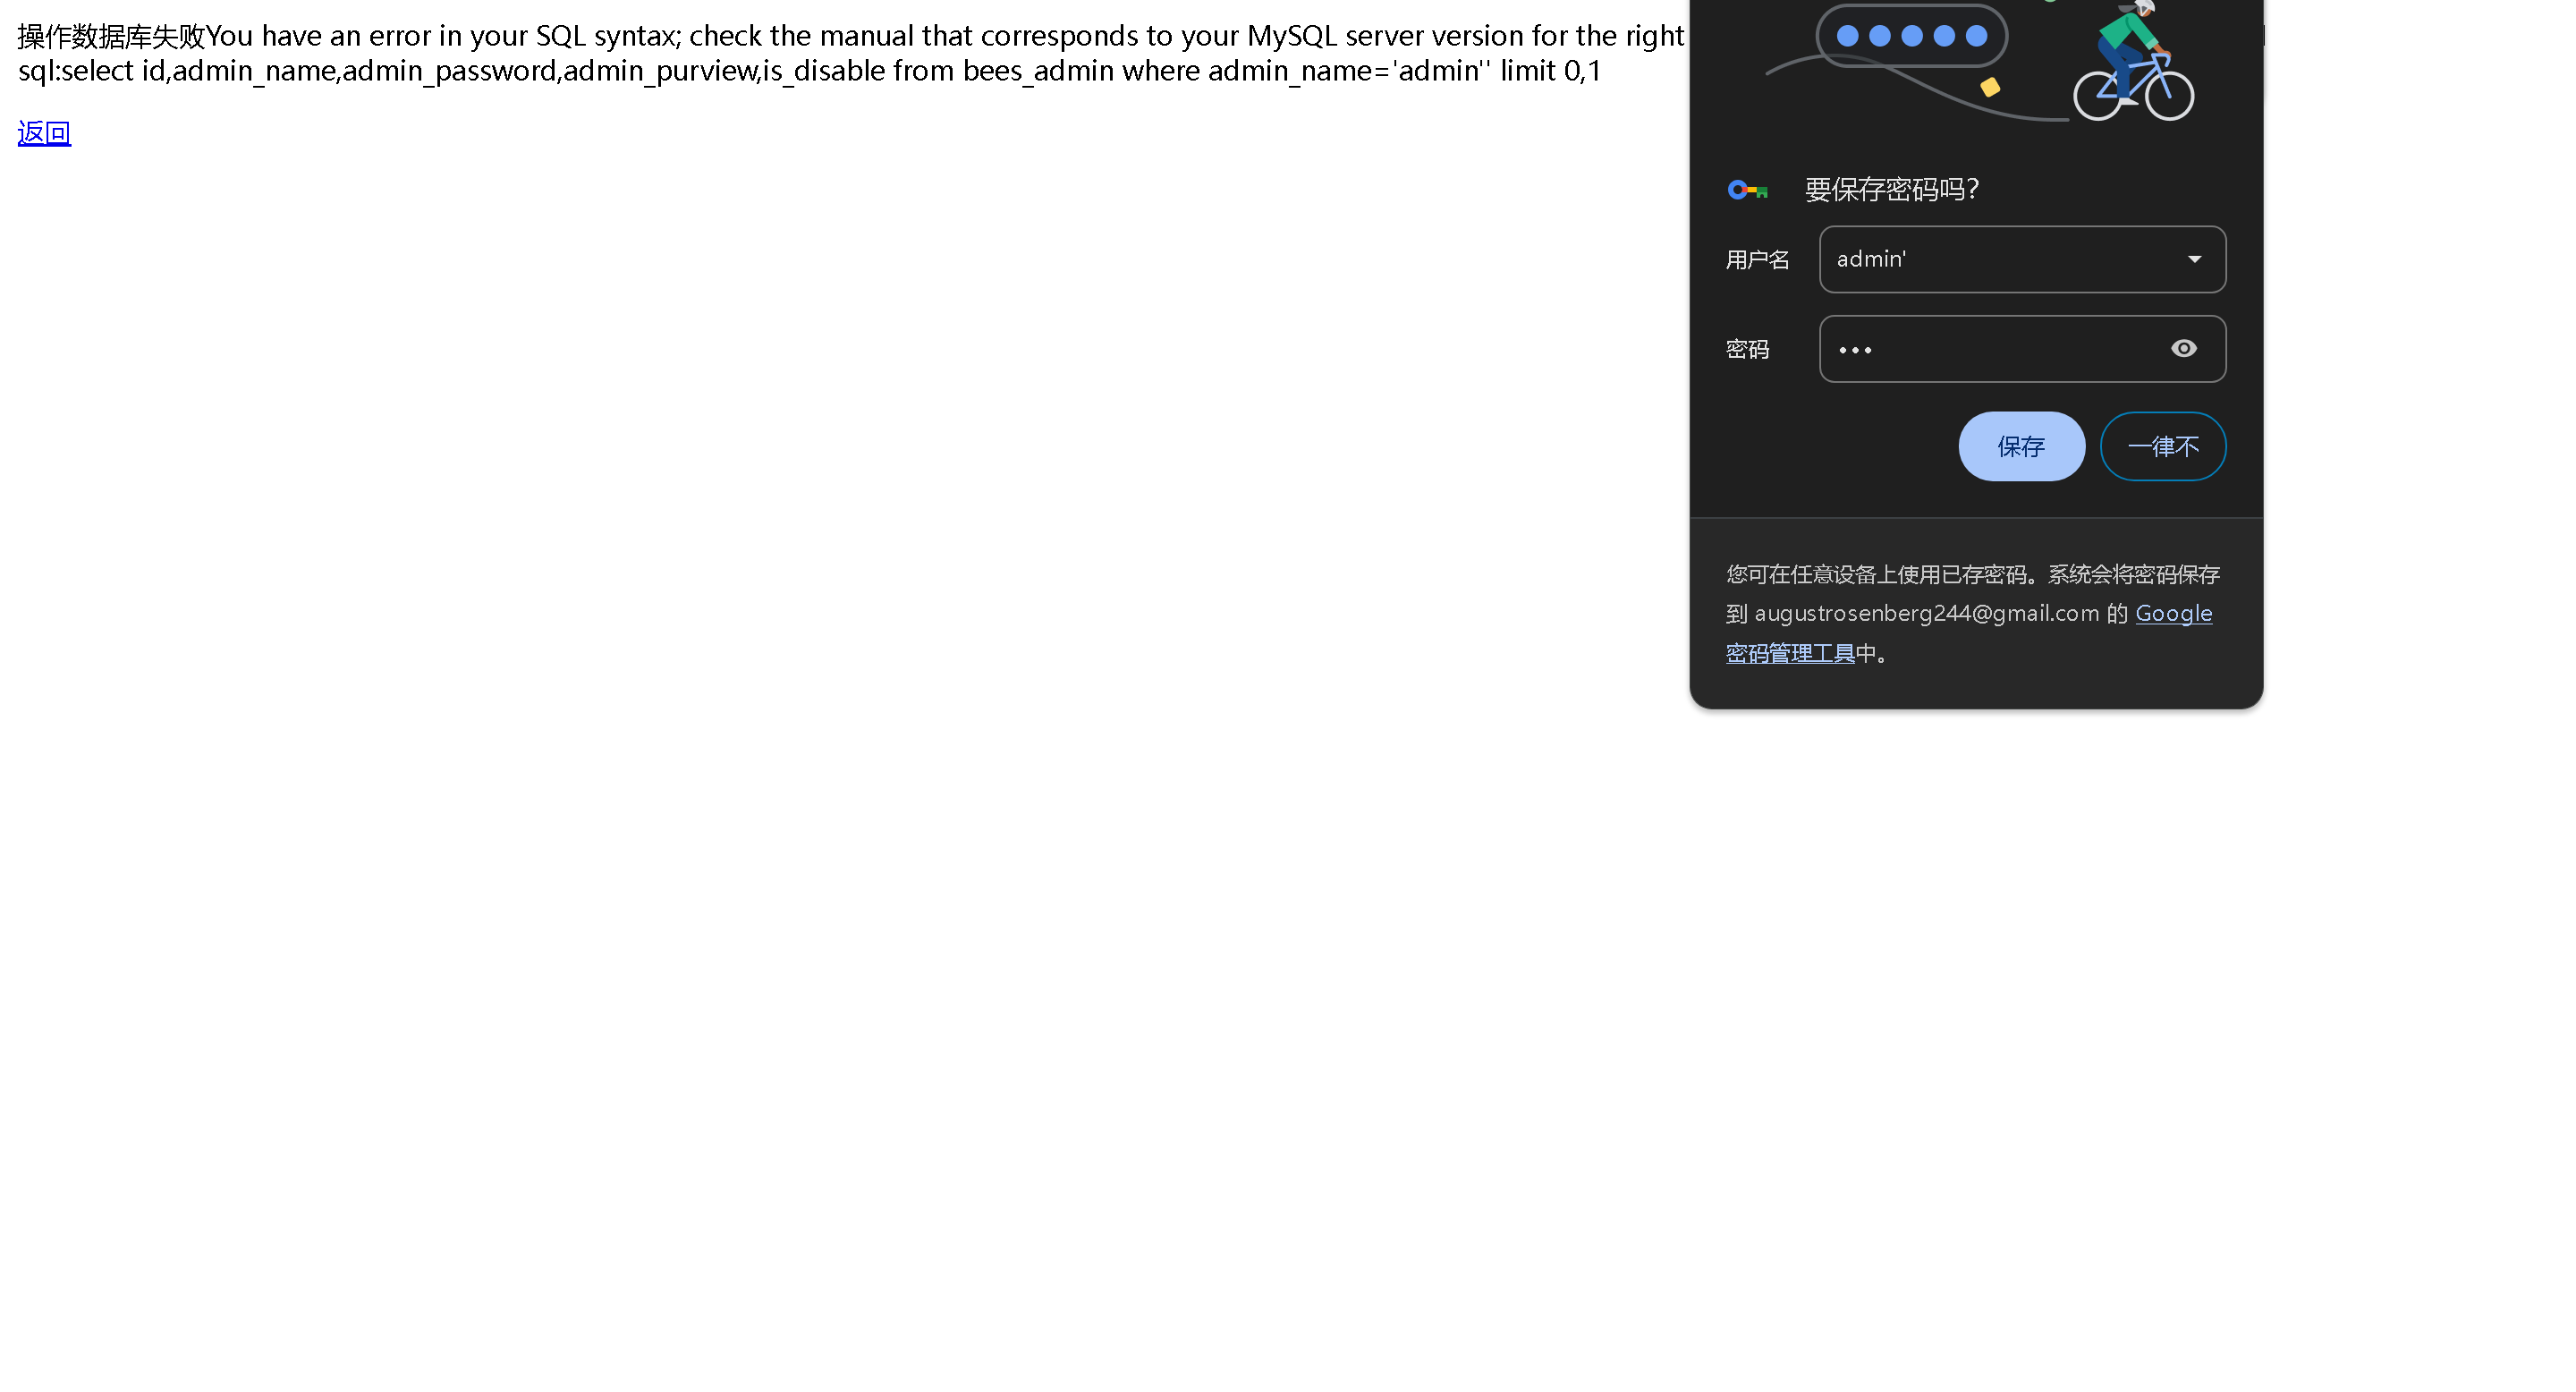 操作数据库失败You have an error in your SQL syntax; check the manual that corresponds to your MySQL server version for the right
sql:select id,admin_name,admin_password,admin_purview,is_disable from bees_admin where admin_name='admin'' limit 0,1
返回
要保存密码吗?
用户名
admin'
密码
•••
保存
一律不
您可在任意设备上使用已存密码。系统会将密码保存
到 augustrosenberg244@gmail.com 的 Google
密码管理工具中。